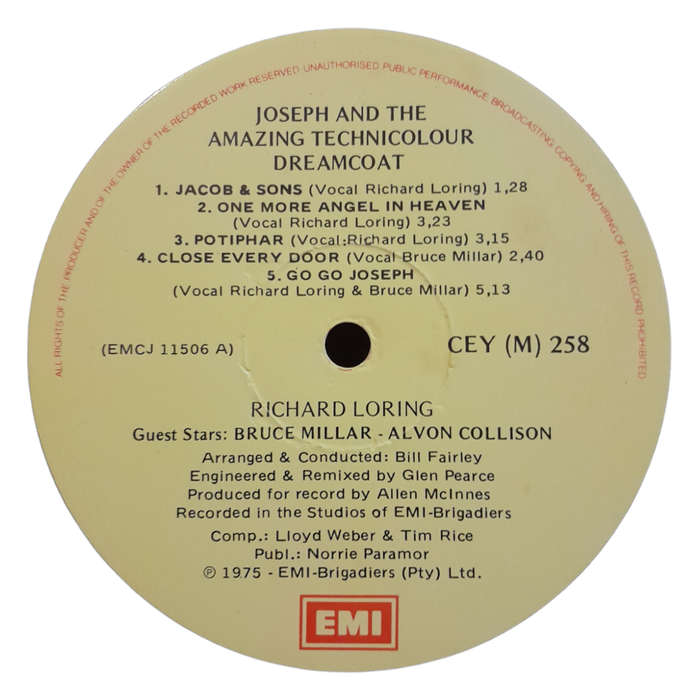 ALL RIGHTS OF THE PRODUCER AND OF THE OWNER OF THE RECORDED WORK RESERVED UNAUTHORISED PUBLIC PERFORMANCE BROADCASTING COPYING AND HIRING OF THIS RECORD PROHIBITED
JOSEPH AND THE
AMAZING TECHNICOLOUR
DREAMCOAT
1. JACOB & SONS (Vocal Richard Loring) 1,28
2. ONE MORE ANGEL IN HEAVEN
(Vocal Richard Loring) 3,23
3. POTIPHAR (Vocal:Richard Loring) 3,15
4. CLOSE EVERY DOOR (Vocal Bruce Millar) 2,40
5. GO GO JOSEPH
(Vocal Richard Loring & Bruce Millar) 5,13
(EMCJ 11506 A)
CEY (M) 258
RICHARD LORING
Guest Stars: BRUCE MILLAR - ALVON COLLISON
Arranged & Conducted: Bill Fairley
Engineered & Remixed by Glen Pearce
Produced for record by Allen McInnes
Recorded in the Studios of EMI-Brigadiers
Comp.: Lloyd Weber & Tim Rice
Publ.: Norrie Paramor
℗ 1975 - EMI-Brigadiers (Pty) Ltd.
EMI